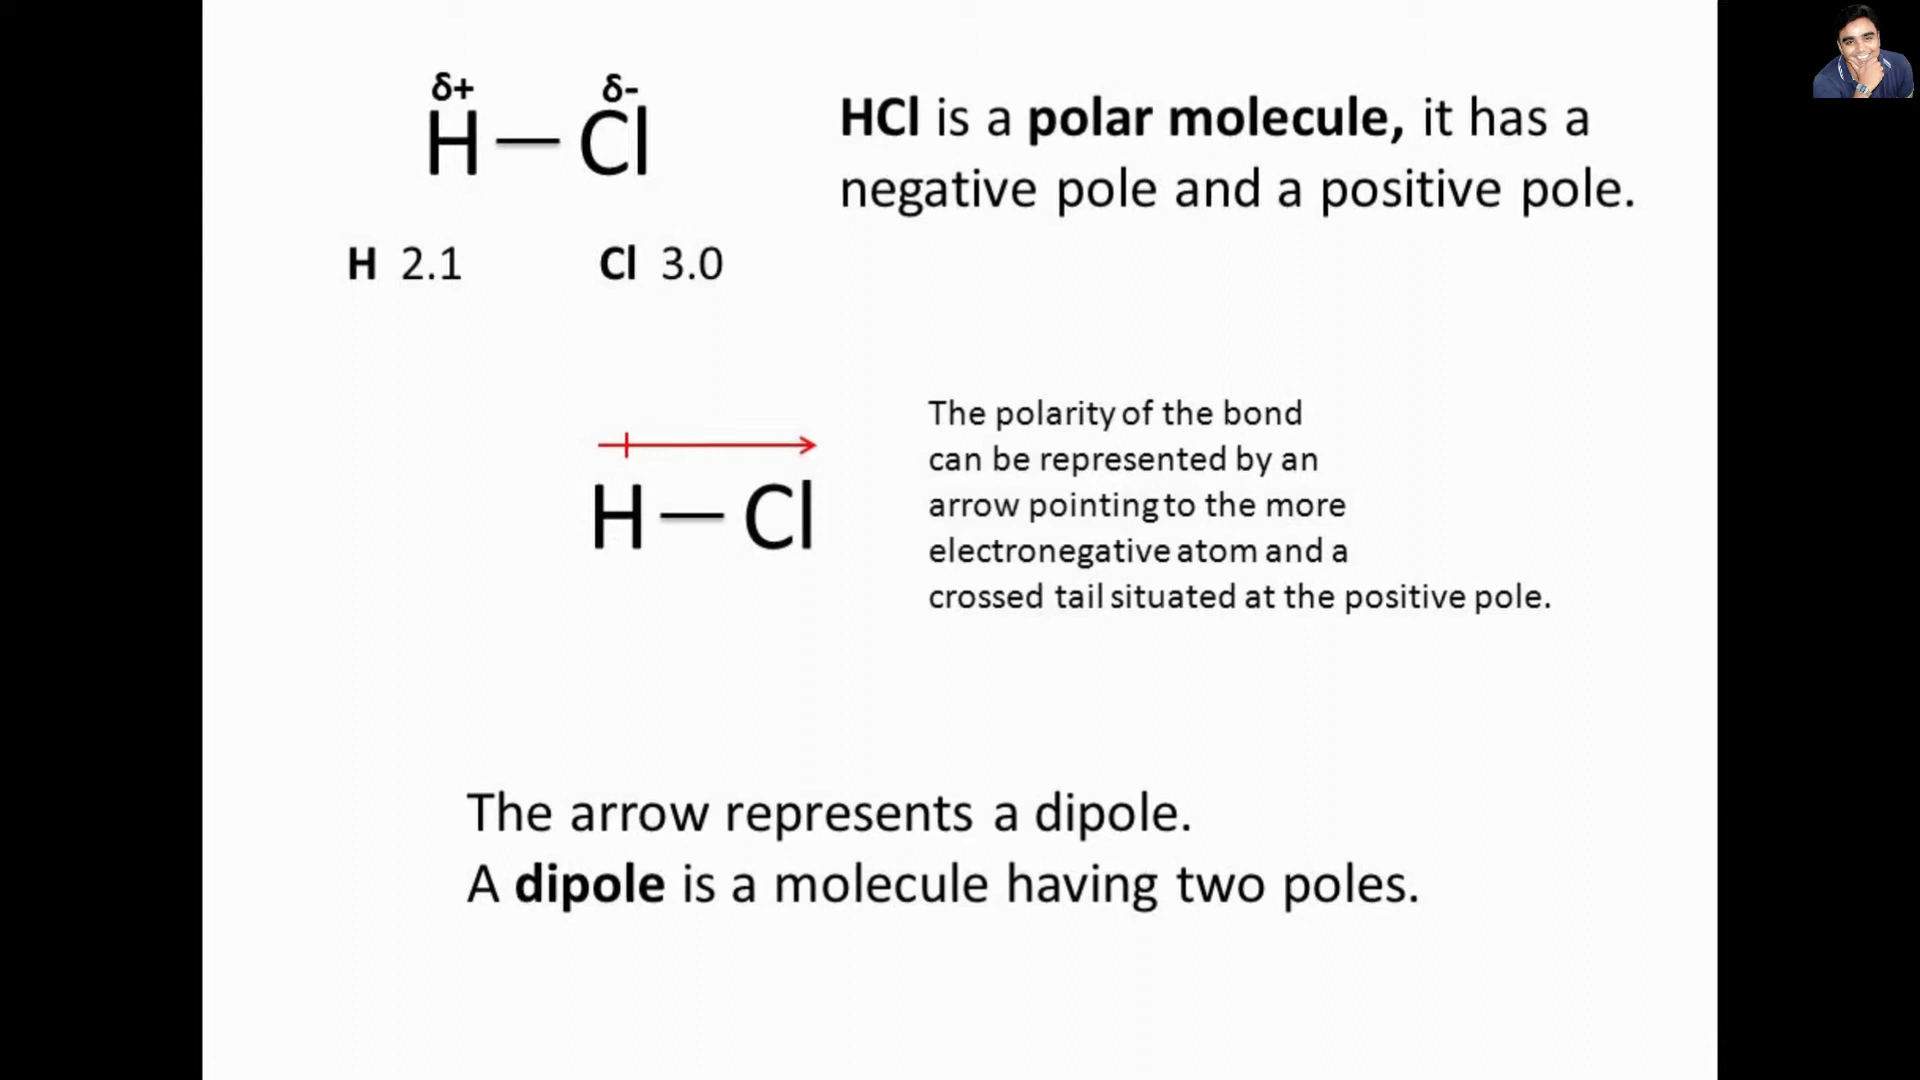 δ+ δ-
H — Cl
H 2.1 Cl 3.0
HCl is a polar molecule, it has a
negative pole and a positive pole.
H — Cl
The polarity of the bond
can be represented by an
arrow pointing to the more
electronegative atom and a
crossed tail situated at the positive pole.
The arrow represents a dipole.
A dipole is a molecule having two poles.